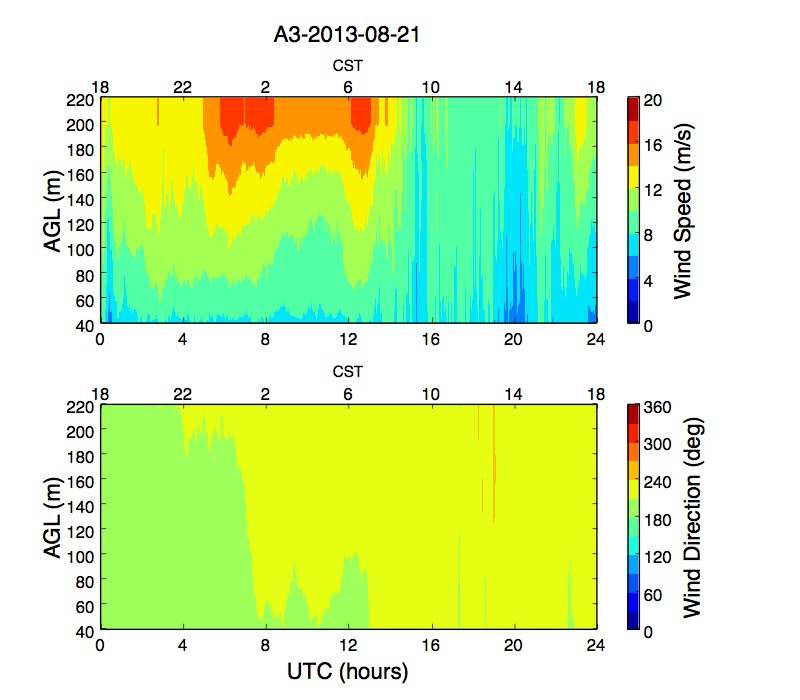 A3-2013-08-21
CST
18 22 2 6 10 14 18
220
200
180
160
140
120
100
80
60
40
AGL (m)
0 4 8 12 16 20 24
20
16
12
8
4
0
Wind Speed (m/s)
CST
18 22 2 6 10 14 18
220
200
180
160
140
120
100
80
60
40
AGL (m)
0 4 8 12 16 20 24
UTC (hours)
360
300
240
180
120
60
0
Wind Direction (deg)